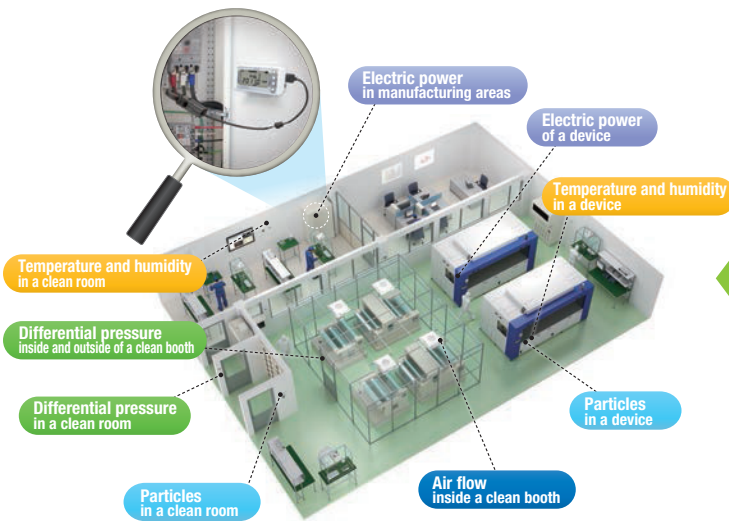 Electric power
in manufacturing areas
Electric power
of a device
Temperature and humidity
in a device
Temperature and humidity
in a clean room
Differential pressure
inside and outside of a clean booth
Differential pressure
in a clean room
Particles
in a device
Particles
in a clean room
Air flow
inside a clean booth